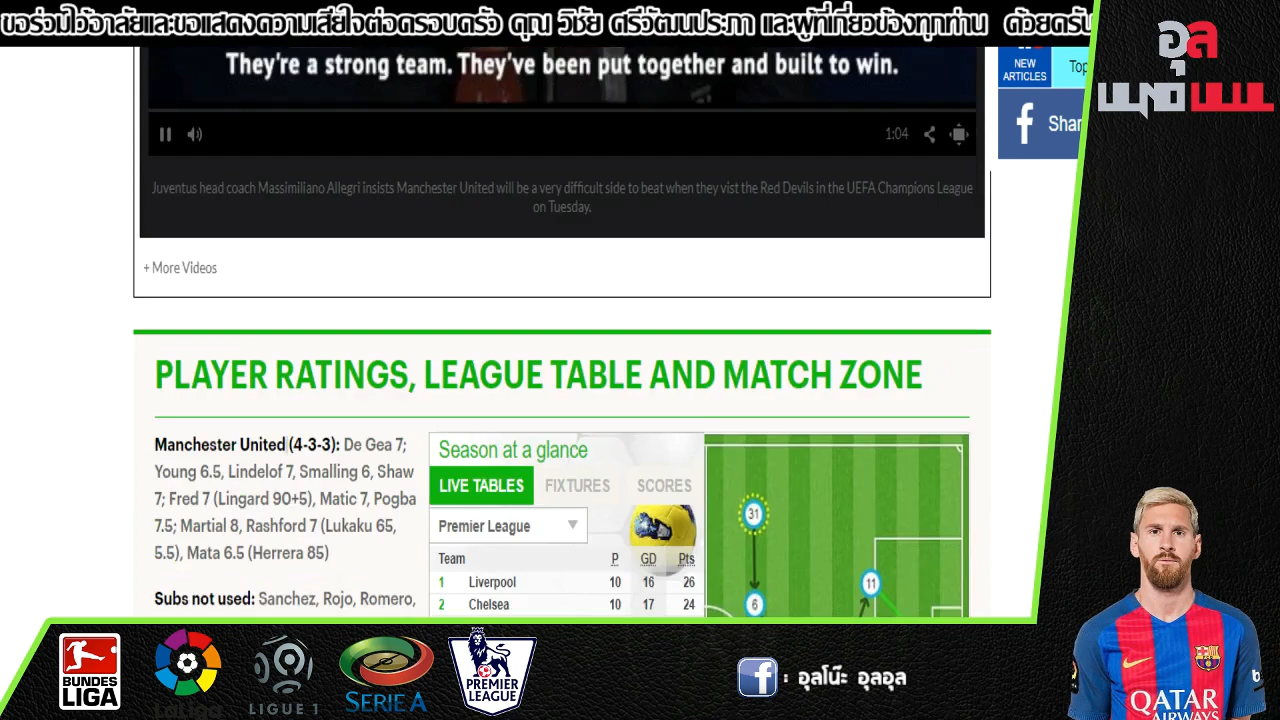 ขอร่วมไว้อาลัยและขอแสดงความเสียใจต่อครอบครัว คุณ วิชัย ศรีวัฒนประภา และผู้ที่เกี่ยวข้องทุกท่าน ด้วยครับ
อุล
They're a strong team. They've been put together and built to win.
NEW
ARTICLES
Top
Shar
1:04
Juventus head coach Massimiliano Allegri insists Manchester United will be a very difficult side to beat when they vist the Red Devils in the UEFA Champions League
on Tuesday.
+ More Videos
PLAYER RATINGS, LEAGUE TABLE AND MATCH ZONE
Manchester United (4-3-3): De Gea 7;
Young 6.5, Lindelof 7, Smalling 6, Shaw
7; Fred 7 (Lingard 90+5), Matic 7, Pogba
7.5; Martial 8, Rashford 7 (Lukaku 65,
5.5), Mata 6.5 (Herrera 85)
Subs not used: Sanchez, Rojo, Romero,
Season at a glance
LIVE TABLES FIXTURES SCORES
Premier League
Team P GD Pts
1 Liverpool 10 16 26
2 Chelsea 10 17 24
31
6
11
BUNDES
LIGA
LaLiga
LIGUE 1
SERIE A
PREMIER
LEAGUE
f : อุลโน๊ะ อุลอุล
QATAR
AIRWAYS